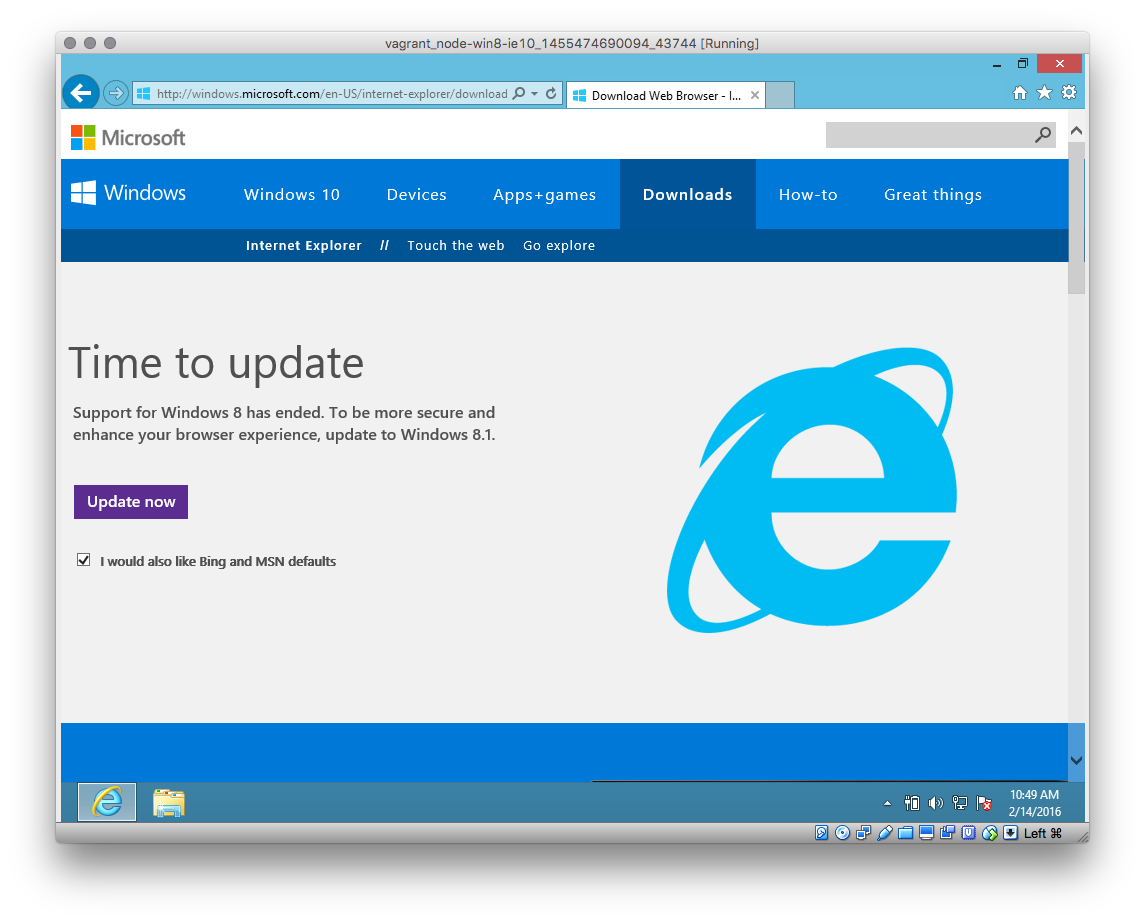 vagrant_node-win8-ie10_1455474690094_43744 [Running]
http://windows.microsoft.com/en-US/internet-explorer/download
Download Web Browser - I...
Microsoft
Windows
Windows 10
Devices
Apps+games
Downloads
How-to
Great things
Internet Explorer // Touch the web Go explore
Time to update
Support for Windows 8 has ended. To be more secure and
enhance your browser experience, update to Windows 8.1.
Update now
I would also like Bing and MSN defaults
10:49 AM
2/14/2016
Left ⌘